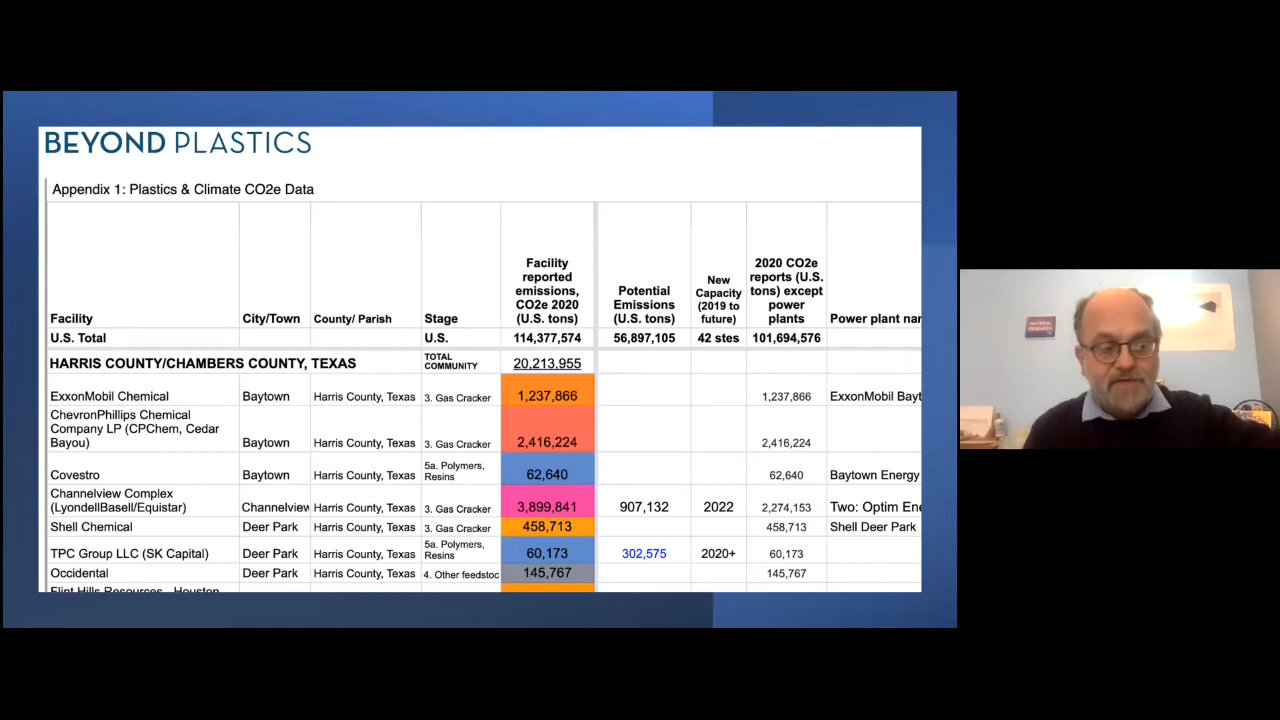 BEYOND PLASTICS
Appendix 1: Plastics & Climate CO2e Data
Facility
City/Town
County/ Parish
Stage
Facility
reported
emissions,
CO2e 2020
(U.S. tons)
Potential
Emissions
(U.S. tons)
New
Capacity
(2019 to
future)
2020 CO2e
reports (U.S.
tons) except
power
plants
Power plant nar
U.S. Total U.S. 114,377,574 56,897,105 42 stes 101,694,576
HARRIS COUNTY/CHAMBERS COUNTY, TEXAS TOTAL
COMMUNITY 20,213,955
ExxonMobil Chemical Baytown Harris County, Texas 3. Gas Cracker 1,237,866 1,237,866 ExxonMobil Bayt
ChevronPhillips Chemical
Company LP (CPChem, Cedar
Bayou) Baytown Harris County, Texas 3. Gas Cracker 2,416,224 2,416,224
Covestro Baytown Harris County, Texas 5a. Polymers,
Resins 62,640 62,640 Baytown Energy
Channelview Complex
(LyondellBasell/Equistar) Channelview Harris County, Texas 3. Gas Cracker 3,899,841 907,132 2022 2,274,153 Two: Optim Ene
Shell Chemical Deer Park Harris County, Texas 3. Gas Cracker 458,713 458,713 Shell Deer Park
TPC Group LLC (SK Capital) Deer Park Harris County, Texas 5a. Polymers,
Resins 60,173 302,575 2020+ 60,173
Occidental Deer Park Harris County, Texas 4. Other feedstoc 145,767 145,767
Flint Hills Resources - Houston
MATERIAL
RESEARCH